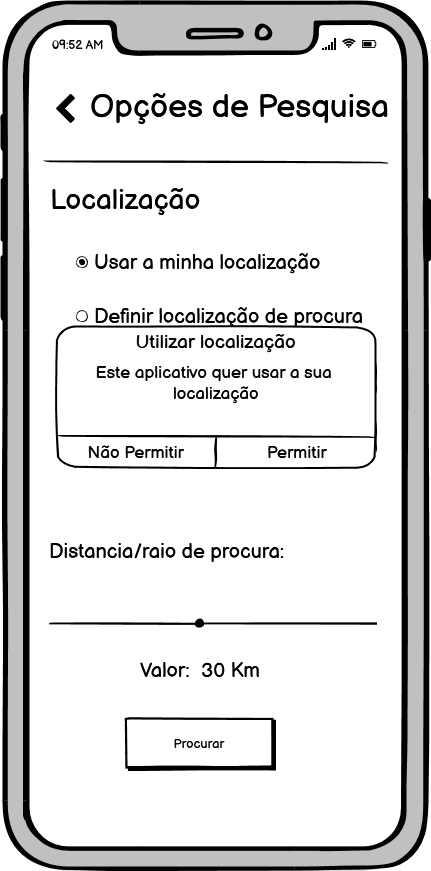 09:52 AM
Opções de Pesquisa
Localização
Usar a minha localização
Definir localização de procura
Utilizar localização
Este aplicativo quer usar a sua
localização
Não Permitir Permitir
Distancia/raio de procura:
Valor: 30 Km
Procurar